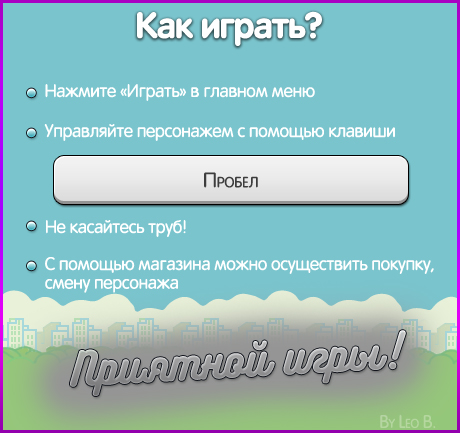 Как играть?
Нажмите «Играть» в главном меню
Управляйте персонажем с помощью клавиши
Пробел
Не касайтесь труб!
С помощью магазина можно осуществить покупку,
смену персонажа
Приятной игры!
By Leo B.